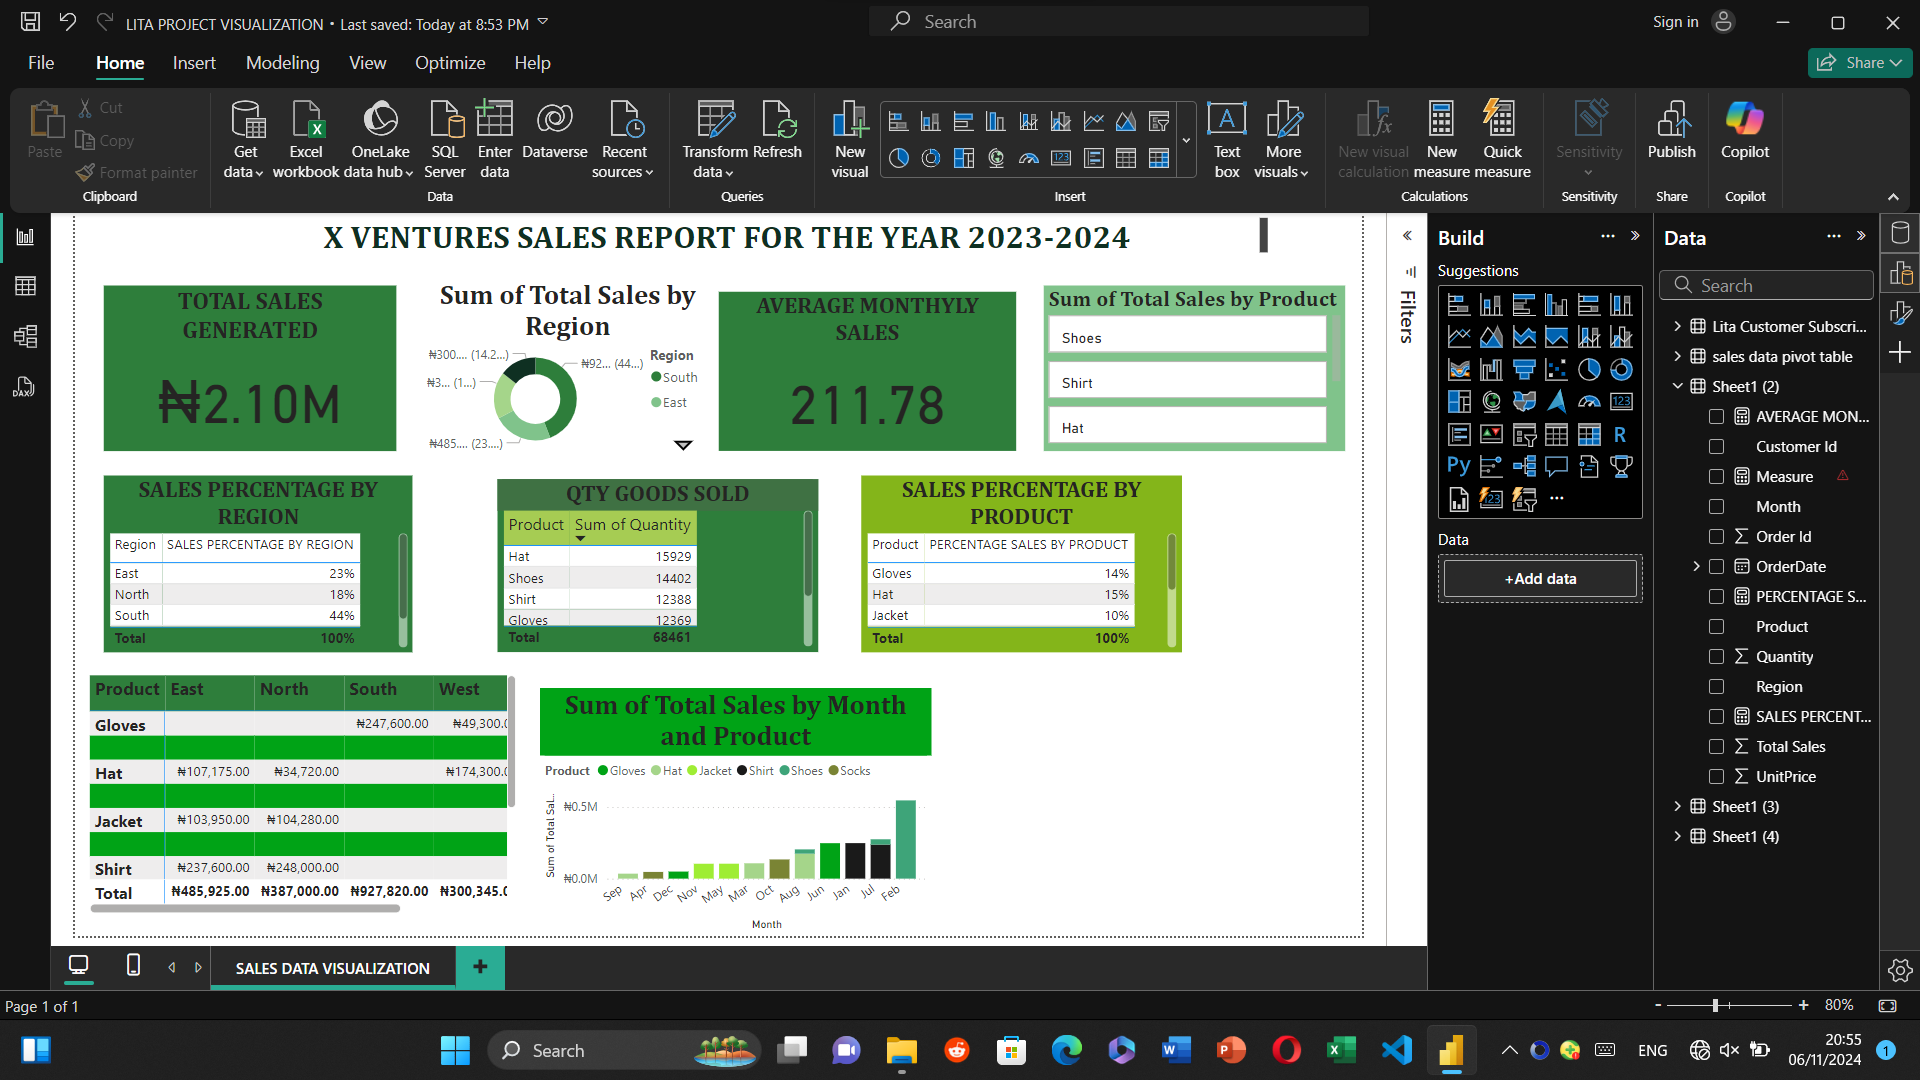 LITA PROJECT VISUALIZATION • Last saved: Today at 8:53 PM
Search
Sign in
File Home Insert Modeling View Optimize Help
Share
Paste
Cut
Copy
Format painter
Clipboard
Get data
Excel workbook
OneLake data hub
SQL Server
Enter data
Dataverse
Recent sources
Data
Transform data
Refresh
Queries
New visual
Text box
More visuals
Insert
New visual calculation
New measure
Quick measure
Calculations
Sensitivity
Sensitivity
Publish
Share
Copilot
Copilot
X VENTURES SALES REPORT FOR THE YEAR 2023-2024
TOTAL SALES
GENERATED
₦2.10M
Sum of Total Sales by
Region
₦300.... (14.2...)
₦92... (44...)
₦3... (1...)
₦485.... (23....)
Region
South
East
AVERAGE MONTHYLY
SALES
211.78
Sum of Total Sales by Product
Shoes
Shirt
Hat
SALES PERCENTAGE BY
REGION
Region SALES PERCENTAGE BY REGION
East 23%
North 18%
South 44%
Total 100%
QTY GOODS SOLD
Product Sum of Quantity
Hat 15929
Shoes 14402
Shirt 12388
Gloves 12369
Total 68461
SALES PERCENTAGE BY
PRODUCT
Product PERCENTAGE SALES BY PRODUCT
Gloves 14%
Hat 15%
Jacket 10%
Total 100%
Product East North South West
Gloves ₦247,600.00 ₦49,300.0
Hat ₦107,175.00 ₦34,720.00 ₦174,300.0
Jacket ₦103,950.00 ₦104,280.00
Shirt ₦237,600.00 ₦248,000.00
Total ₦485,925.00 ₦387,000.00 ₦927,820.00 ₦300,345.0
Sum of Total Sales by Month
and Product
Product Gloves Hat Jacket Shirt Shoes Socks
Sum of Total Sal...
₦0.5M
₦0.0M
Sep Apr Dec Nov May Mar Oct Aug Jun Jan Jul Feb
Month
Filters
Build
Suggestions
R
Py
Data
+Add data
Data
Search
Lita Customer Subscri...
sales data pivot table
Sheet1 (2)
AVERAGE MON...
Customer Id
Measure
Month
Order Id
OrderDate
PERCENTAGE S...
Product
Quantity
Region
SALES PERCENT...
Total Sales
UnitPrice
Sheet1 (3)
Sheet1 (4)
SALES DATA VISUALIZATION
Page 1 of 1
- + 80%
Search
ENG
20:55
06/11/2024
1